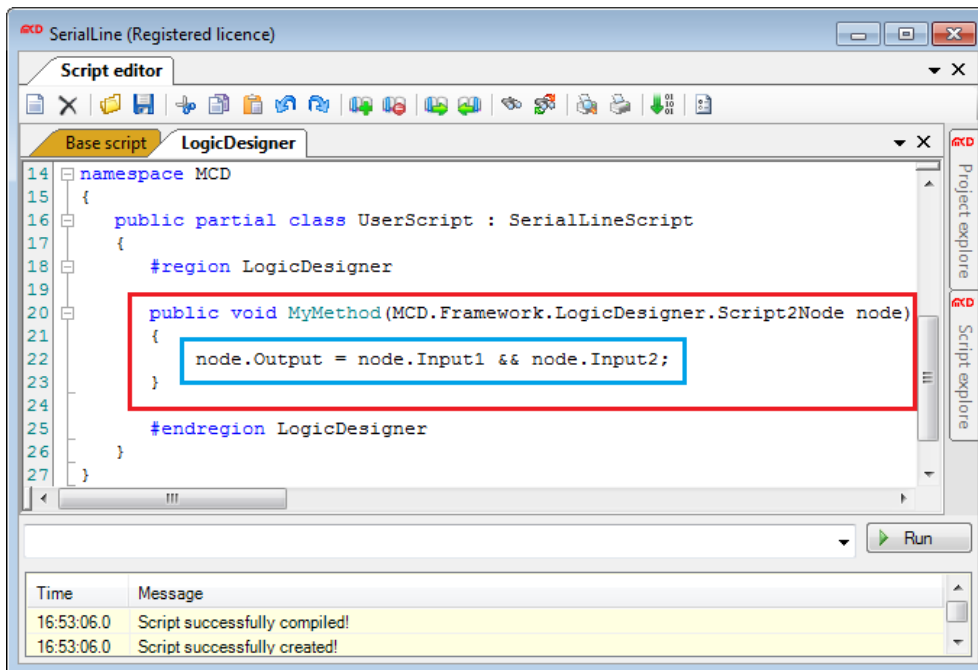 MCD SerialLine (Registered licence)
Script editor
Base script
LogicDesigner
14 namespace MCD
15 {
16 public partial class UserScript : SerialLineScript
17 {
18 #region LogicDesigner
19
20 public void MyMethod(MCD.Framework.LogicDesigner.Script2Node node)
21 {
22 node.Output = node.Input1 && node.Input2;
23 }
24
25 #endregion LogicDesigner
26 }
27 }
MCD Project explore
MCD Script explore
Run
Time Message
16:53:06.0 Script successfully compiled!
16:53:06.0 Script successfully created!